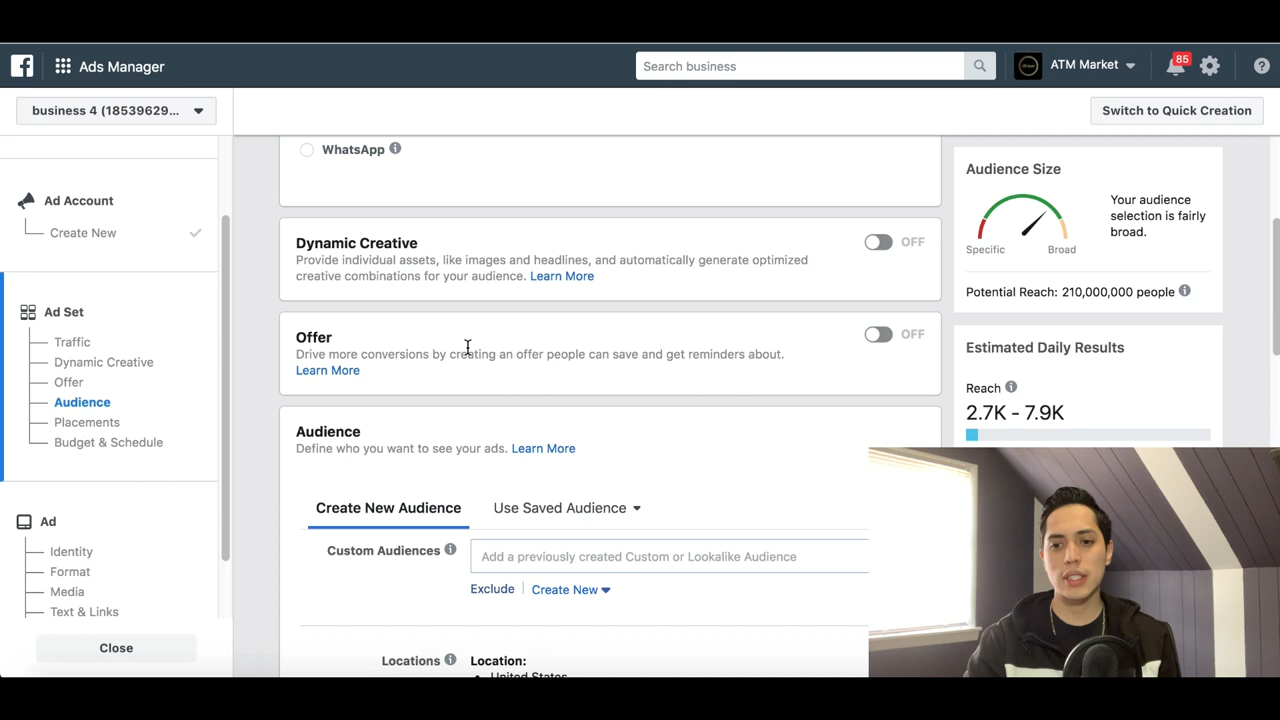 Ads Manager
Search business
ATM Market
85
business 4 (18539629...
Switch to Quick Creation
Ad Account
Create New
Ad Set
Traffic
Dynamic Creative
Offer
Audience
Placements
Budget & Schedule
Ad
Identity
Format
Media
Text & Links
Close
WhatsApp
Dynamic Creative
OFF
Provide individual assets, like images and headlines, and automatically generate optimized
creative combinations for your audience. Learn More
Offer
OFF
Drive more conversions by creating an offer people can save and get reminders about.
Learn More
Audience
Define who you want to see your ads. Learn More
Create New Audience
Use Saved Audience
Custom Audiences
Add a previously created Custom or Lookalike Audience
Exclude
Create New
Locations
Location:
United States
Audience Size
Specific
Broad
Your audience
selection is fairly
broad.
Potential Reach: 210,000,000 people
Estimated Daily Results
Reach
2.7K - 7.9K